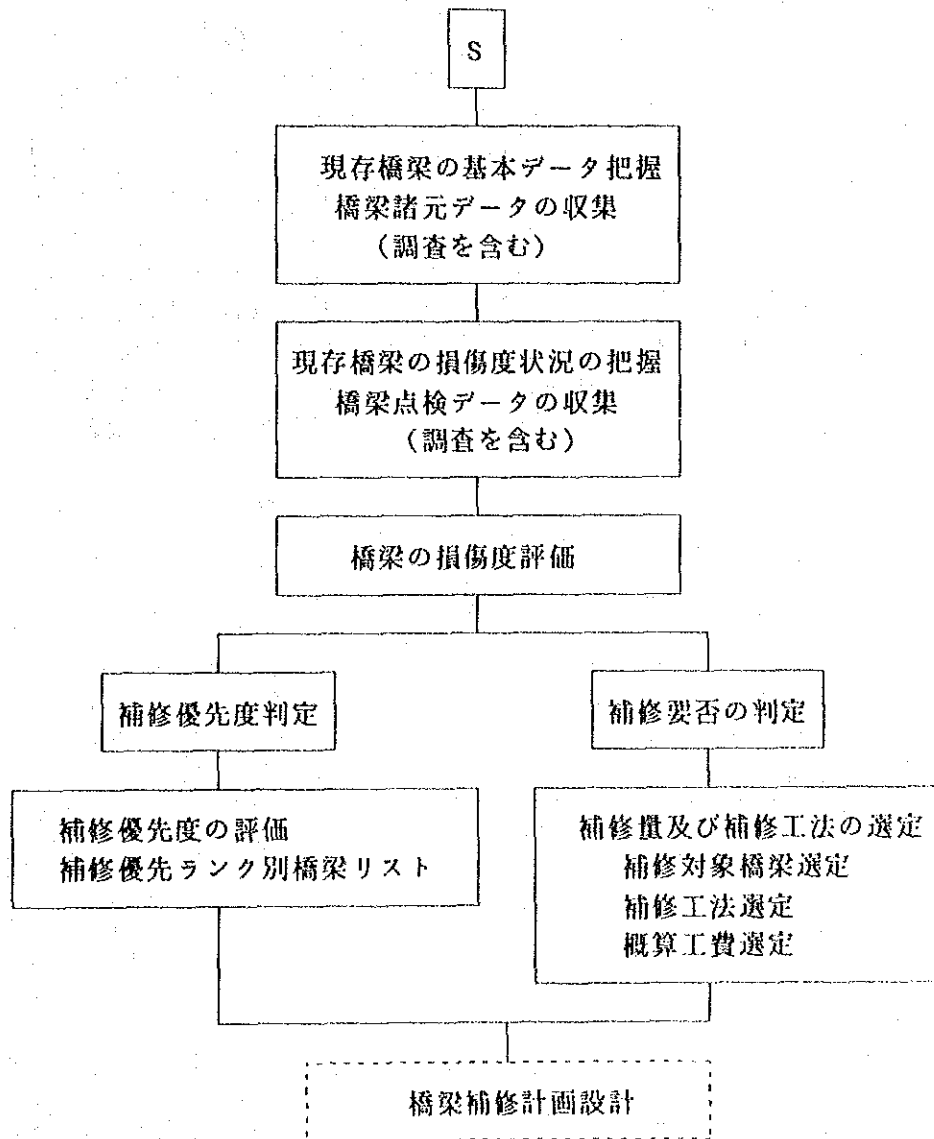 S
現存橋梁の基本データ把握
橋梁諸元データの収集
（調査を含む）
現存橋梁の損傷度状況の把握
橋梁点検データの収集
（調査を含む）
橋梁の損傷度評価
補修優先度判定
補修要否の判定
補修優先度の評価
補修優先ランク別橋梁リスト
補修量及び補修工法の選定
補修対象橋梁選定
補修工法選定
概算工費選定
橋梁補修計画設計